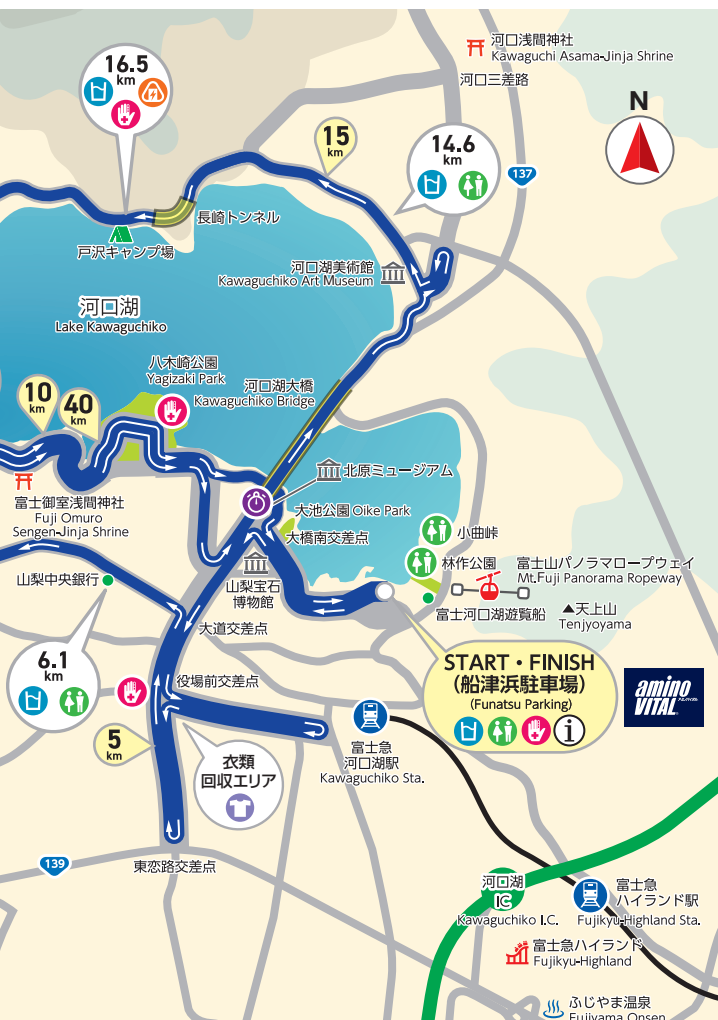 河口浅間神社
Kawaguchi Asama-Jinja Shrine
河口三差路
16.5
km
N
15
km
14.6
km
137
長崎トンネル
戸沢キャンプ場
河口湖美術館
Kawaguchiko Art Museum
河口湖
Lake Kawaguchiko
八木崎公園
Yagizaki Park
河口湖大橋
Kawaguchiko Bridge
10
km
40
km
北原ミュージアム
富士御室浅間神社
Fuji Omuro
Sengen-Jinja Shrine
大池公園 Oike Park
大橋南交差点
小曲峠
林作公園
富士山パノラマロープウェイ
Mt.Fuji Panorama Ropeway
山梨中央銀行
山梨宝石
博物館
富士河口湖遊覧船
▲天上山
Tenjyoyama
大道交差点
6.1
km
役場前交差点
START・FINISH
(船津浜駐車場)
(Funatsu Parking)
i
amino
VITAL
アミノバイタル
5
km
衣類
回収エリア
富士急
河口湖駅
Kawaguchiko Sta.
139
東恋路交差点
河口湖
IC
Kawaguchiko I.C.
富士急
ハイランド駅
Fujikyu-Highland Sta.
富士急ハイランド
Fujikyu-Highland
ふじやま温泉
Fujiyama Onsen